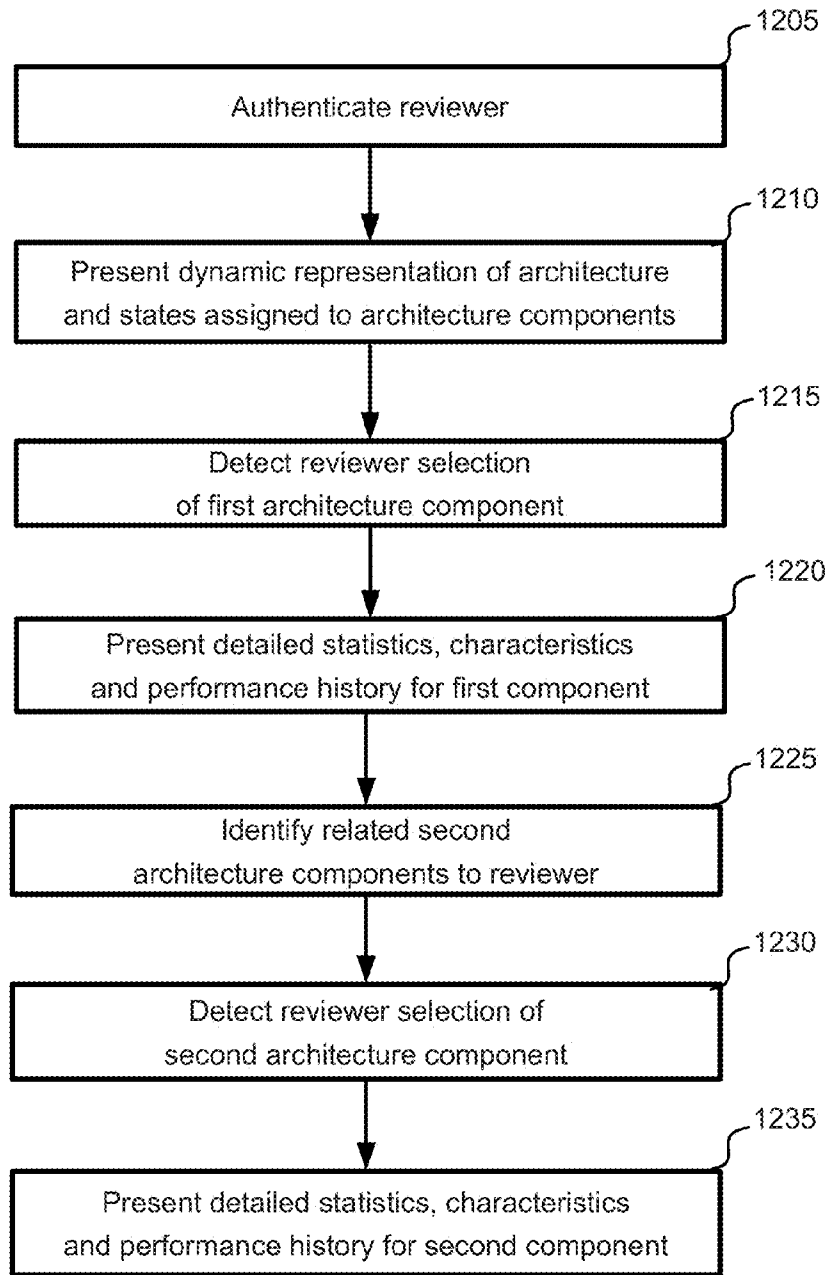 1205
Authenticate reviewer
1210
Present dynamic representation of architecture
and states assigned to architecture components
1215
Detect reviewer selection
of first architecture component
1220
Present detailed statistics, characteristics
and performance history for first component
1225
Identify related second
architecture components to reviewer
1230
Detect reviewer selection of
second architecture component
1235
Present detailed statistics, characteristics
and performance history for second component